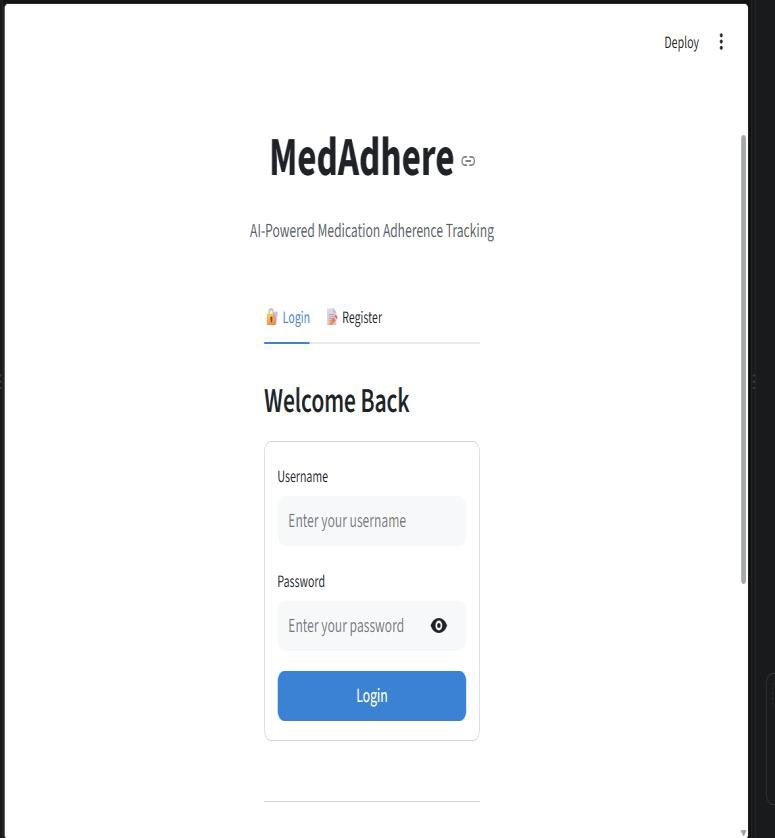 Deploy
MedAdhere
AI-Powered Medication Adherence Tracking
Login
Register
Welcome Back
Username
Enter your username
Password
Enter your password
Login